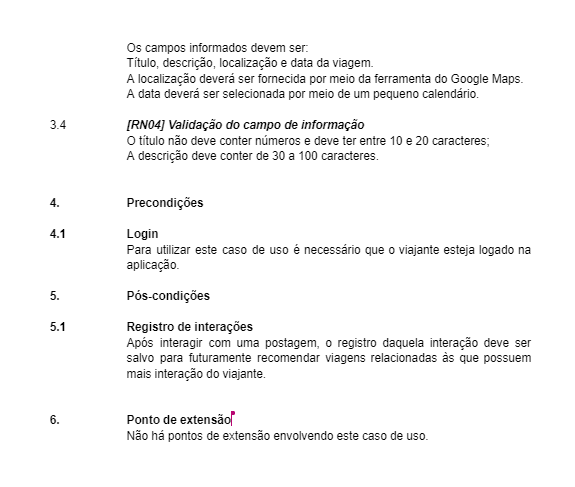 Os campos informados devem ser:
Título, descrição, localização e data da viagem.
A localização deverá ser fornecida por meio da ferramenta do Google Maps.
A data deverá ser selecionada por meio de um pequeno calendário.
3.4 [RN04] Validação do campo de informação
O título não deve conter números e deve ter entre 10 e 20 caracteres;
A descrição deve conter de 30 a 100 caracteres.
4. Precondições
4.1 Login
Para utilizar este caso de uso é necessário que o viajante esteja logado na
aplicação.
5. Pós-condições
5.1 Registro de interações
Após interagir com uma postagem, o registro daquela interação deve ser
salvo para futuramente recomendar viagens relacionadas às que possuem
mais interação do viajante.
6. Ponto de extensão
Não há pontos de extensão envolvendo este caso de uso.